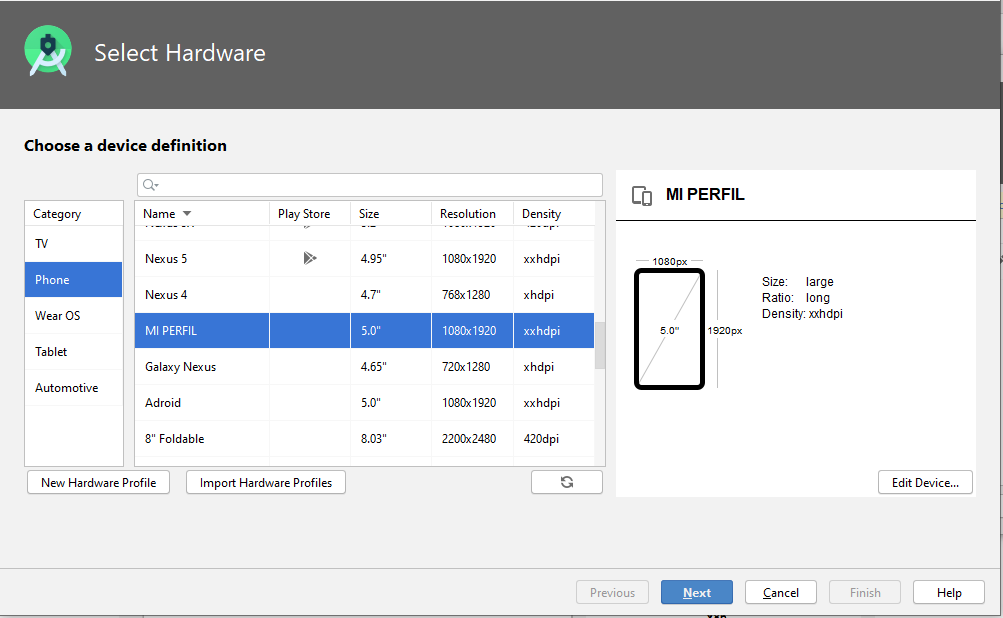 Select Hardware
Choose a device definition
Category
TV
Phone
Wear OS
Tablet
Automotive
Name Play Store Size Resolution Density
Nexus 5 4.95" 1080x1920 xxhdpi
Nexus 4 4.7" 768x1280 xhdpi
MI PERFIL 5.0" 1080x1920 xxhdpi
Galaxy Nexus 4.65" 720x1280 xhdpi
Adroid 5.0" 1080x1920 xxhdpi
8" Foldable 8.03" 2200x2480 420dpi
New Hardware Profile Import Hardware Profiles
MI PERFIL
1080px
5.0" 1920px
Size: large
Ratio: long
Density: xxhdpi
Edit Device...
Previous Next Cancel Finish Help